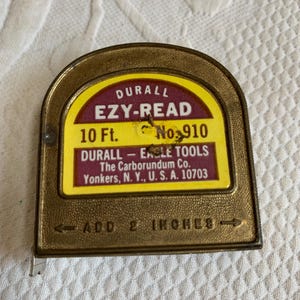 DURALL
EZY-READ
10 Ft. No. 910
DURALL — EAGLE TOOLS
The Carborundum Co.
Yonkers, N. Y., U. S. A. 10703
← ADD 2 INCHES →